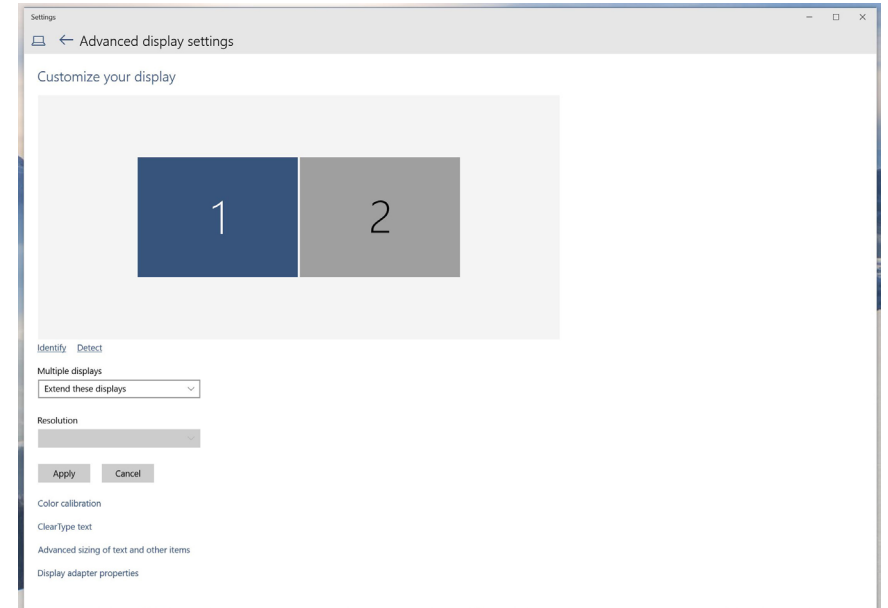 Settings
Advanced display settings
Customize your display
1
2
Identify Detect
Multiple displays
Extend these displays
Resolution
Apply Cancel
Color calibration
ClearType text
Advanced sizing of text and other items
Display adapter properties